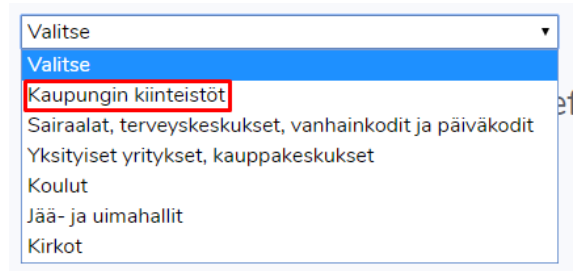 Valitse
Valitse
Kaupungin kiinteistöt
Sairaalat, terveyskeskukset, vanhainkodit ja päiväkodit
Yksityiset yritykset, kauppakeskukset
Koulut
Jää- ja uimahallit
Kirkot